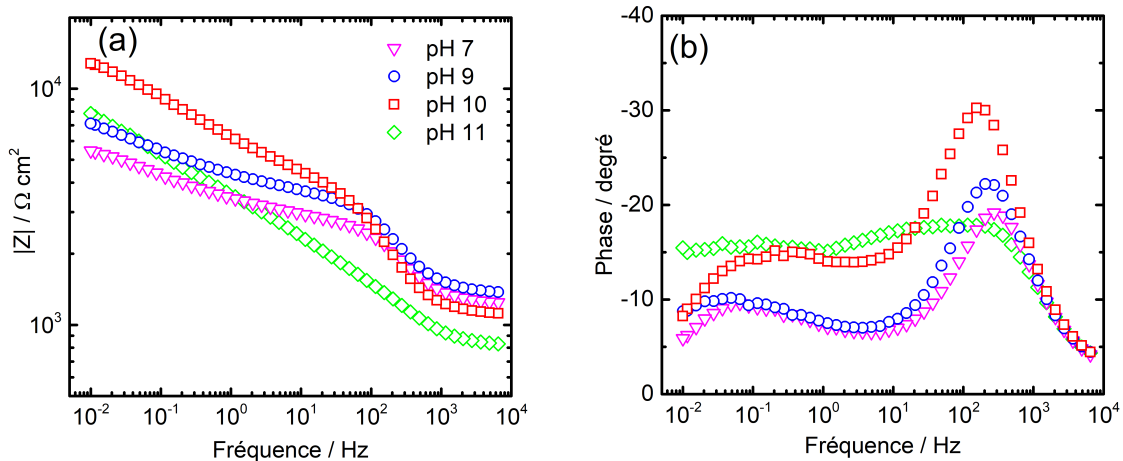 (a)
pH 7
pH 9
pH 10
pH 11
|Z| / Ω cm²
10⁴
10³
10⁻² 10⁻¹ 10⁰ 10¹ 10² 10³ 10⁴
Fréquence / Hz
(b)
Phase / degré
-40
-30
-20
-10
0
10⁻² 10⁻¹ 10⁰ 10¹ 10² 10³ 10⁴
Fréquence / Hz